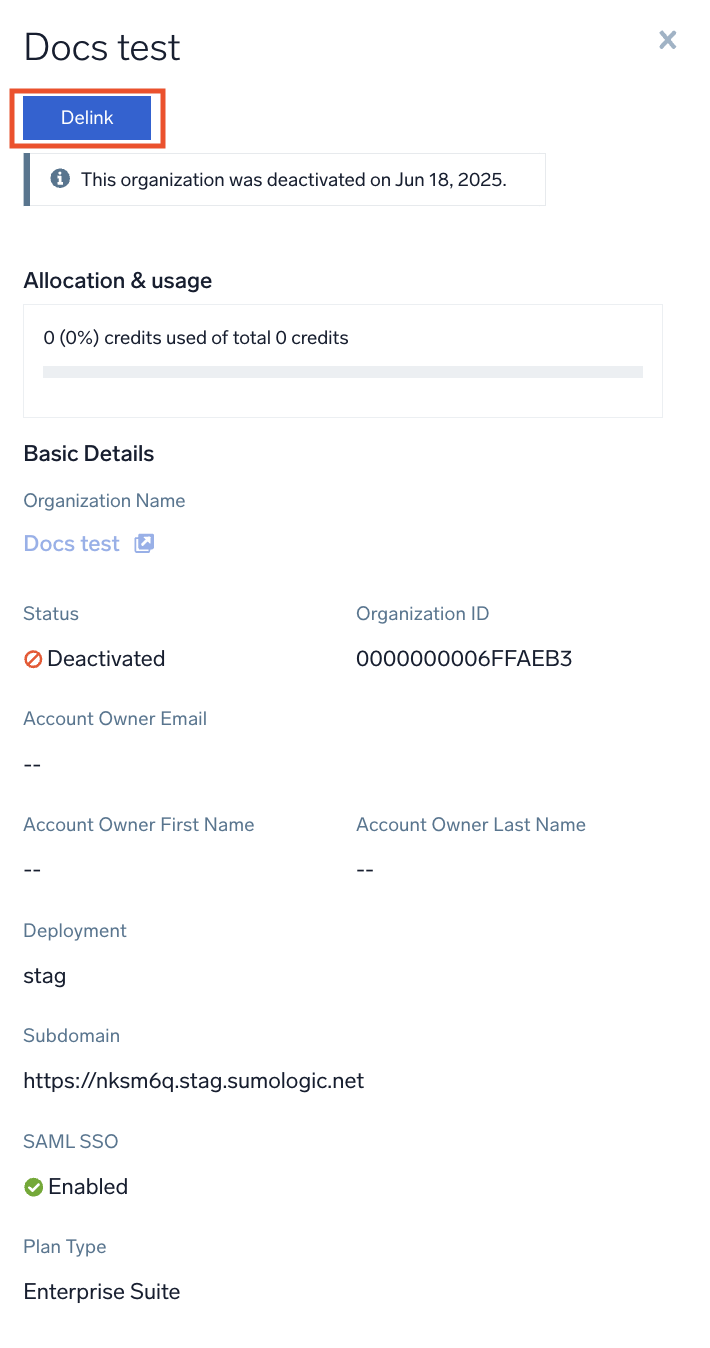 Docs test
Delink
This organization was deactivated on Jun 18, 2025.
Allocation & usage
0 (0%) credits used of total 0 credits
Basic Details
Organization Name
Docs test
Status
Organization ID
Deactivated
0000000006FFAEB3
Account Owner Email
--
Account Owner First Name
Account Owner Last Name
--
--
Deployment
stag
Subdomain
https://nksm6q.stag.sumologic.net
SAML SSO
Enabled
Plan Type
Enterprise Suite